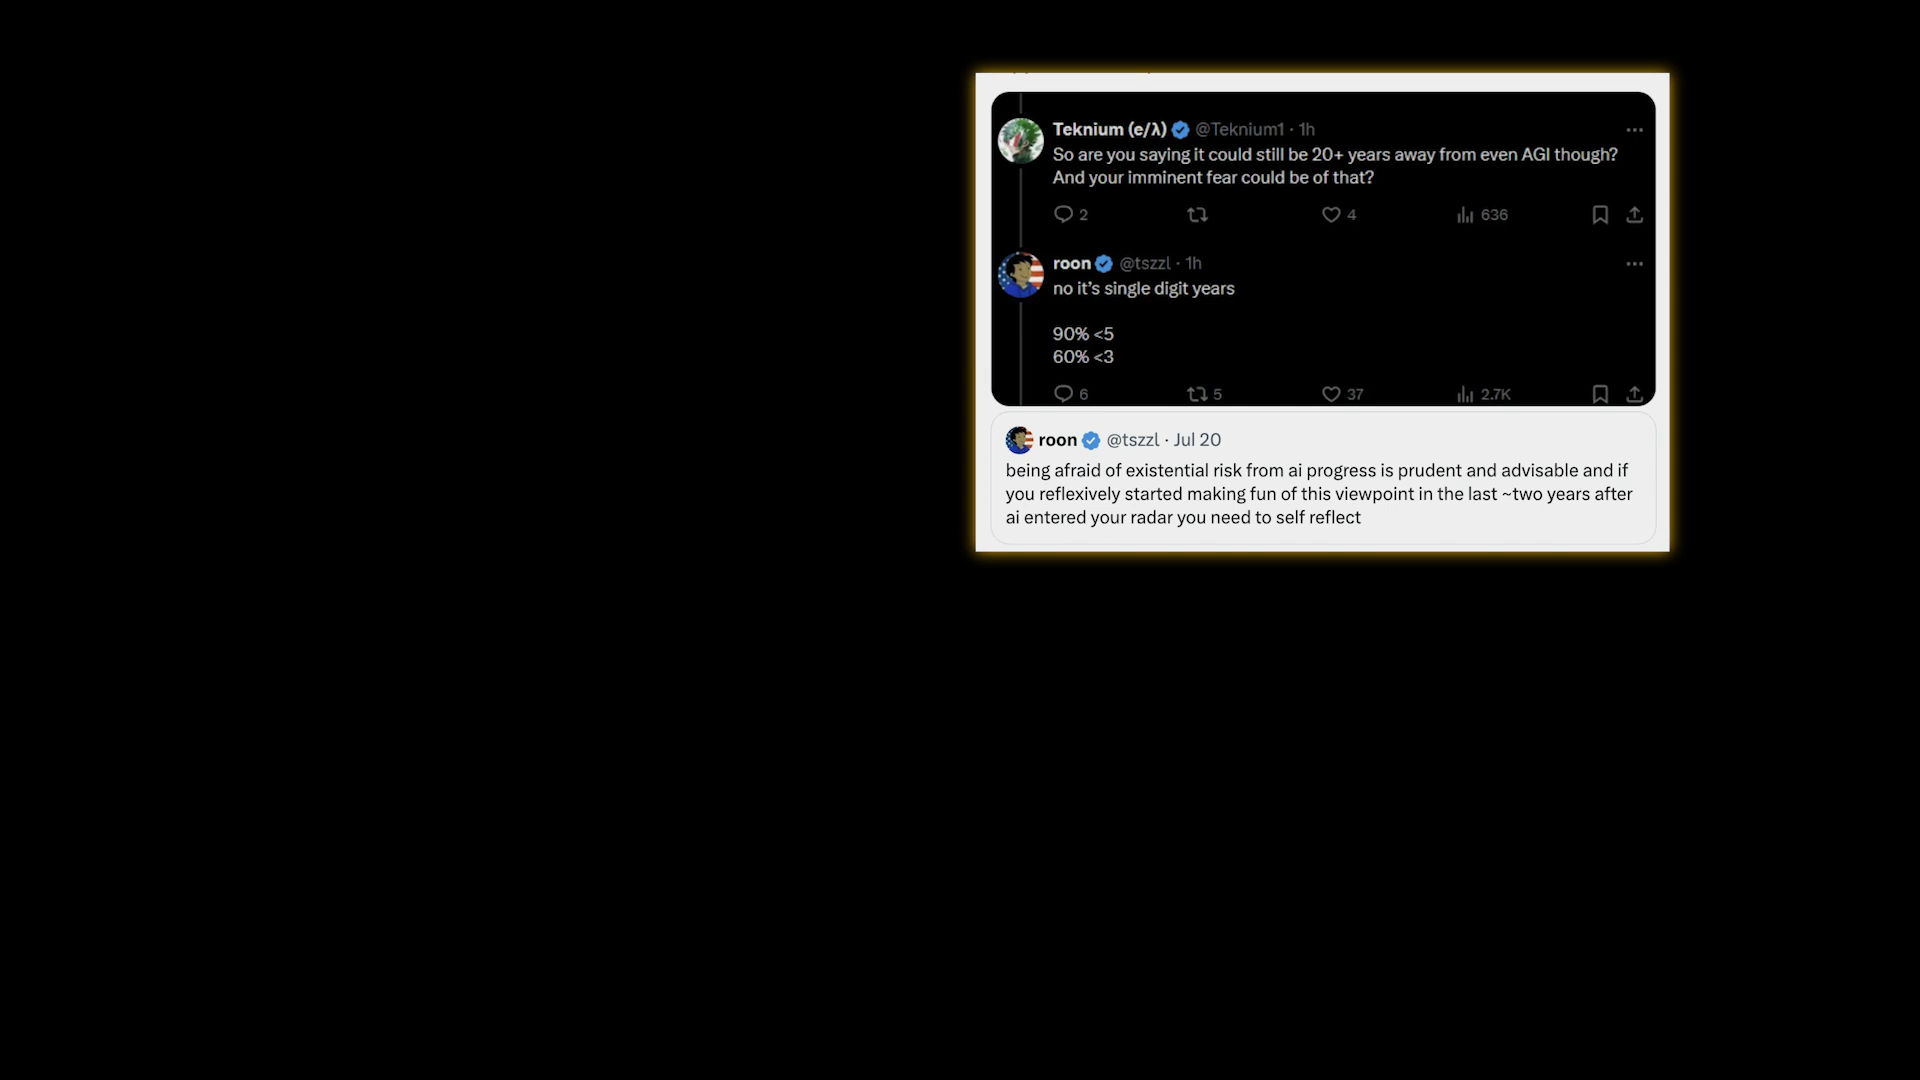 Teknium (e/λ) @Teknium1 · 1h
So are you saying it could still be 20+ years away from even AGI though?
And your imminent fear could be of that?
2 4 636
roon @tszzl · 1h
no it's single digit years
90% <5
60% <3
6 5 37 2.7K
roon @tszzl · Jul 20
being afraid of existential risk from ai progress is prudent and advisable and if
you reflexively started making fun of this viewpoint in the last ~two years after
ai entered your radar you need to self reflect